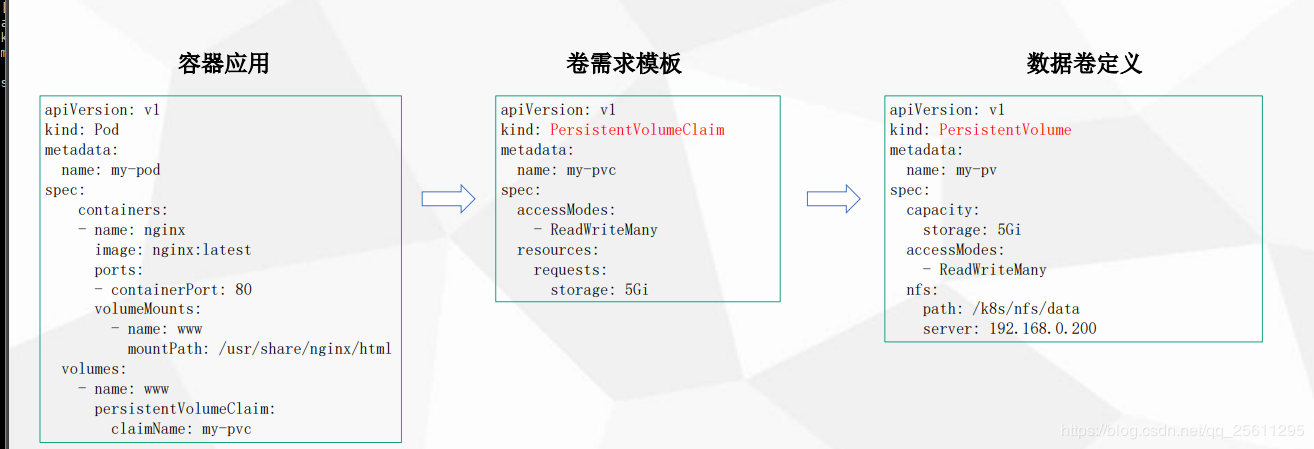 容器应用
apiVersion: v1
kind: Pod
metadata:
  name: my-pod
spec:
    containers:
    - name: nginx
      image: nginx:latest
      ports:
      - containerPort: 80
      volumeMounts:
        - name: www
          mountPath: /usr/share/nginx/html
  volumes:
    - name: www
      persistentVolumeClaim:
        claimName: my-pvc
卷需求模板
apiVersion: v1
kind: PersistentVolumeClaim
metadata:
  name: my-pvc
spec:
  accessModes:
    - ReadWriteMany
  resources:
    requests:
      storage: 5Gi
数据卷定义
apiVersion: v1
kind: PersistentVolume
metadata:
  name: my-pv
spec:
  capacity:
    storage: 5Gi
  accessModes:
    - ReadWriteMany
  nfs:
    path: /k8s/nfs/data
    server: 192.168.0.200
https://blog.csdn.net/qq_25611295